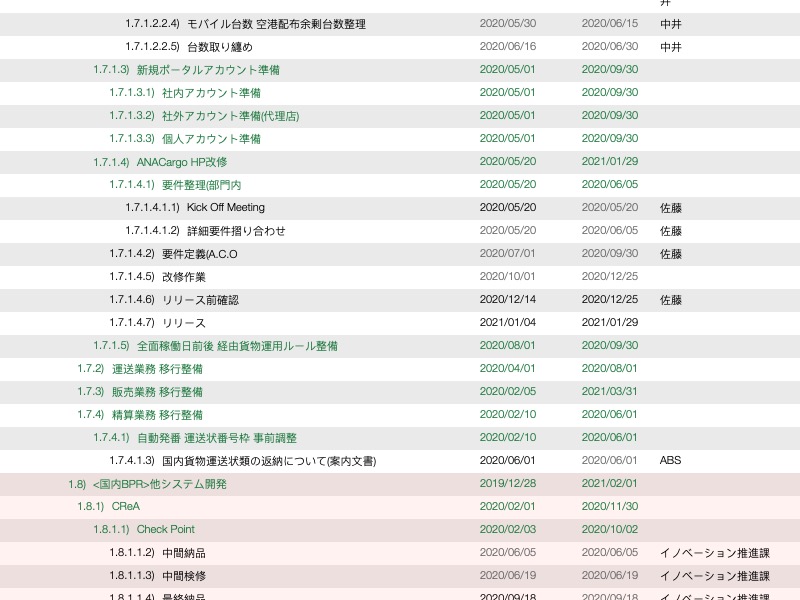 井
1.7.1.2.2.4) モバイル台数 空港配布余剰台数整理 2020/05/30 2020/06/15 中井
1.7.1.2.2.5) 台数取り纏め 2020/06/16 2020/06/30 中井
1.7.1.3) 新規ポータルアカウント準備 2020/05/01 2020/09/30
1.7.1.3.1) 社内アカウント準備 2020/05/01 2020/09/30
1.7.1.3.2) 社外アカウント準備(代理店) 2020/05/01 2020/09/30
1.7.1.3.3) 個人アカウント準備 2020/05/01 2020/09/30
1.7.1.4) ANACargo HP改修 2020/05/20 2021/01/29
1.7.1.4.1) 要件整理(部門内 2020/05/20 2020/06/05
1.7.1.4.1.1) Kick Off Meeting 2020/05/20 2020/05/20 佐藤
1.7.1.4.1.2) 詳細要件摺り合わせ 2020/05/20 2020/06/05 佐藤
1.7.1.4.2) 要件定義(A.C.O 2020/07/01 2020/09/30 佐藤
1.7.1.4.5) 改修作業 2020/10/01 2020/12/25
1.7.1.4.6) リリース前確認 2020/12/14 2020/12/25 佐藤
1.7.1.4.7) リリース 2021/01/04 2021/01/29
1.7.1.5) 全面稼働日前後 経由貨物運用ルール整備 2020/08/01 2020/09/30
1.7.2) 運送業務 移行整備 2020/04/01 2020/08/01
1.7.3) 販売業務 移行整備 2020/02/05 2021/03/31
1.7.4) 精算業務 移行整備 2020/02/10 2020/06/01
1.7.4.1) 自動発番 運送状番号枠 事前調整 2020/02/10 2020/06/01
1.7.4.1.3) 国内貨物運送状類の返納について(案内文書) 2020/06/01 2020/06/01 ABS
1.8) <国内BPR>他システム開発 2019/12/28 2021/02/01
1.8.1) CReA 2020/02/01 2020/11/30
1.8.1.1) Check Point 2020/02/03 2020/10/02
1.8.1.1.2) 中間納品 2020/06/05 2020/06/05 イノベーション推進課
1.8.1.1.3) 中間検修 2020/06/19 2020/06/19 イノベーション推進課
1.8.1.1.4) 最終納品 2020/09/18 2020/09/18 イノベーション推進課